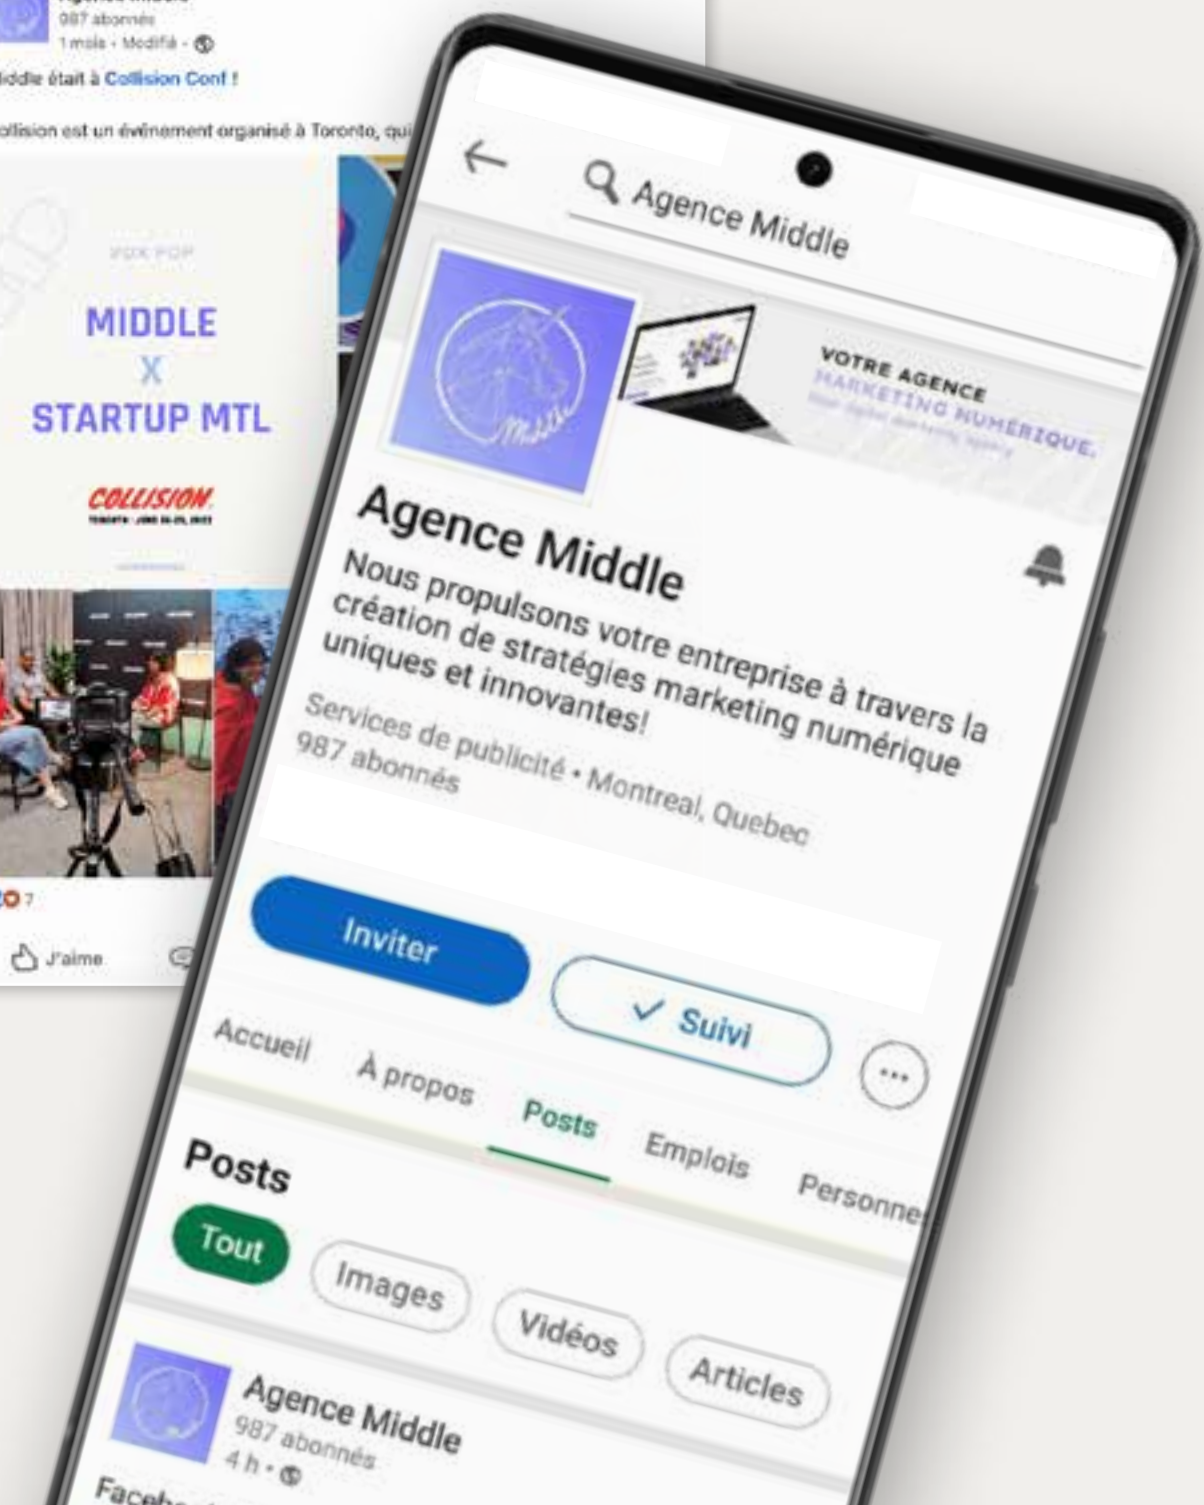 987 abonnés
1 mois • Modifié •
iddle était à Collision Conf !
ollision est un événement organisé à Toronto, qui
VOX POP
MIDDLE
X
STARTUP MTL
COLLISION
7
J'aime
Agence Middle
VOTRE AGENCE
MARKETING NUMÉRIQUE.
Agence Middle
Nous propulsons votre entreprise à travers la
création de stratégies marketing numérique
uniques et innovantes!
Services de publicité • Montreal, Quebec
987 abonnés
Inviter
Suivi
Accueil À propos Posts Emplois Personnes
Posts
Tout Images Vidéos Articles
Agence Middle
987 abonnés
4 h •